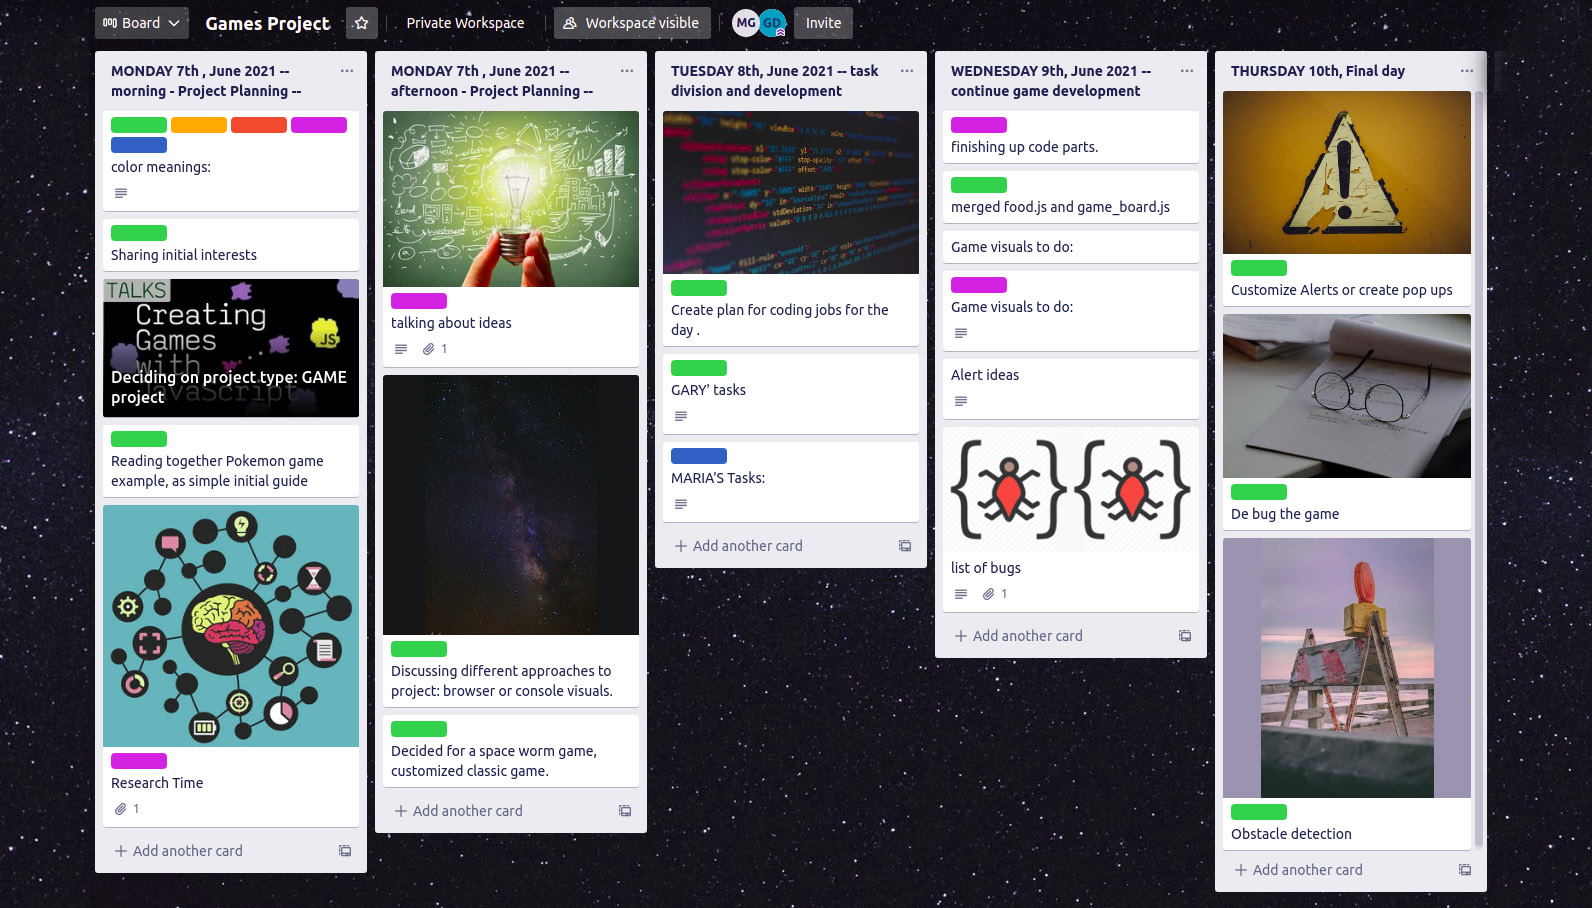 Board
Games Project
Private Workspace
Workspace visible
MG
GD
Invite
MONDAY 7th , June 2021 --
morning - Project Planning --
color meanings:
Sharing initial interests
TALKS
Creating
Games
with
JavaScript
JS
Deciding on project type: GAME
project
Reading together Pokemon game
example, as simple initial guide
Research Time
1
+ Add another card
MONDAY 7th , June 2021 --
afternoon - Project Planning --
talking about ideas
1
Discussing different approaches to
project: browser or console visuals.
Decided for a space worm game,
customized classic game.
+ Add another card
TUESDAY 8th, June 2021 -- task
division and development
Create plan for coding jobs for the
day .
GARY' tasks
MARIA'S Tasks:
+ Add another card
WEDNESDAY 9th, June 2021 --
continue game development
finishing up code parts.
merged food.js and game_board.js
Game visuals to do:
Game visuals to do:
Alert ideas
list of bugs
1
+ Add another card
THURSDAY 10th, Final day
Customize Alerts or create pop ups
De bug the game
Obstacle detection
+ Add another card